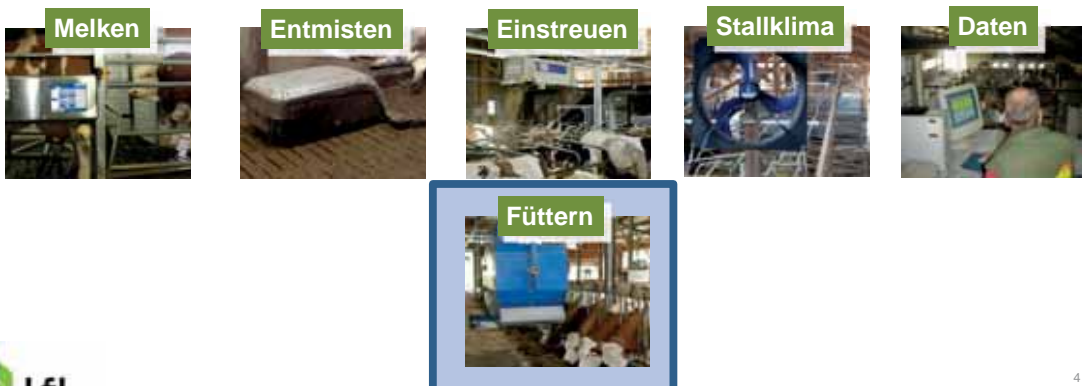 Melken
Entmisten
Einstreuen
Stallklima
Daten
Füttern
4